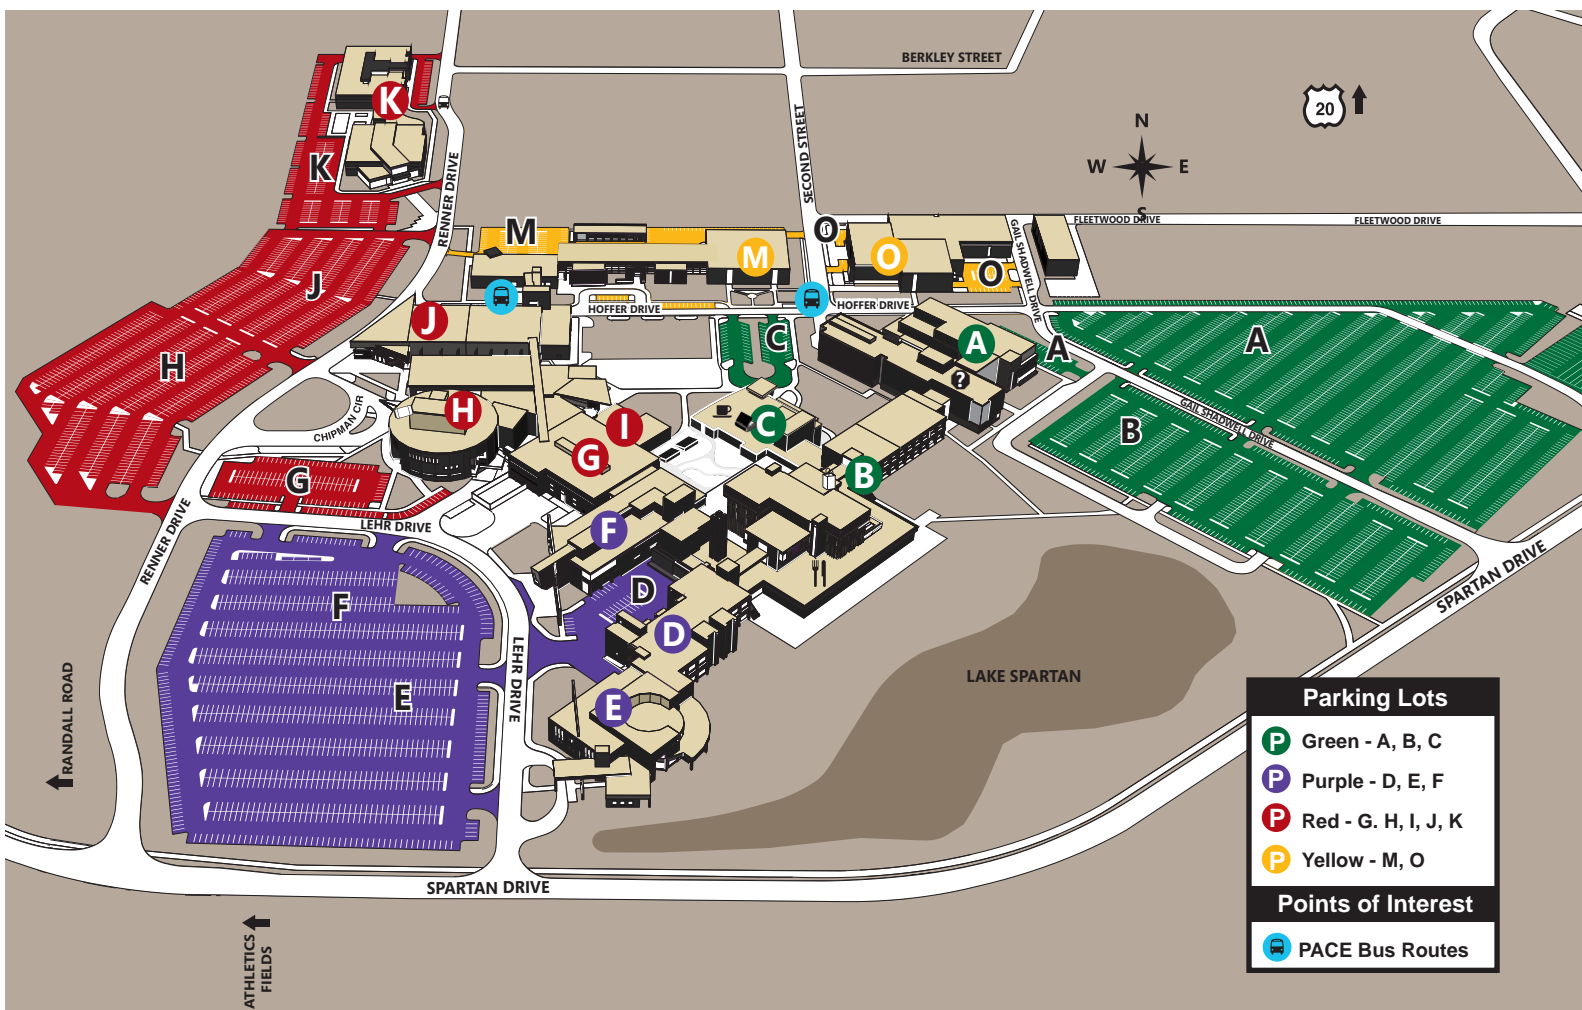 BERKLEY STREET
20
N
W E
S
K
K
RENNER DRIVE
SECOND STREET
FLEETWOOD DRIVE
FLEETWOOD DRIVE
GAIL SHADWELL DRIVE
M
M
O
O
O
J
J
HOFFER DRIVE
HOFFER DRIVE
C
A
?
A
A
H
H
CHIPMAN CIR
I
G
C
B
B
GAIL SHADWELL DRIVE
G
LEHR DRIVE
RENNER DRIVE
F
F
D
D
E
E
LEHR DRIVE
SPARTAN DRIVE
LAKE SPARTAN
RANDALL ROAD
SPARTAN DRIVE
ATHLETICS
FIELDS
Parking Lots
P Green - A, B, C
P Purple - D, E, F
P Red - G. H, I, J, K
P Yellow - M, O
Points of Interest
PACE Bus Routes